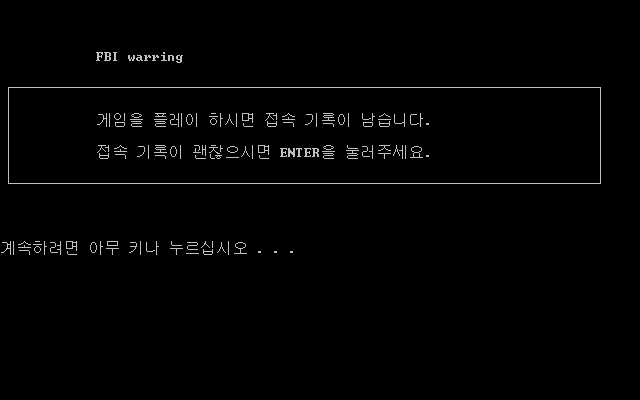 FBI warring
게임을 플레이 하시면 접속 기록이 남습니다.
접속 기록이 괜찮으시면 ENTER을 눌러주세요.
계속하려면 아무 키나 누르십시오 . . .